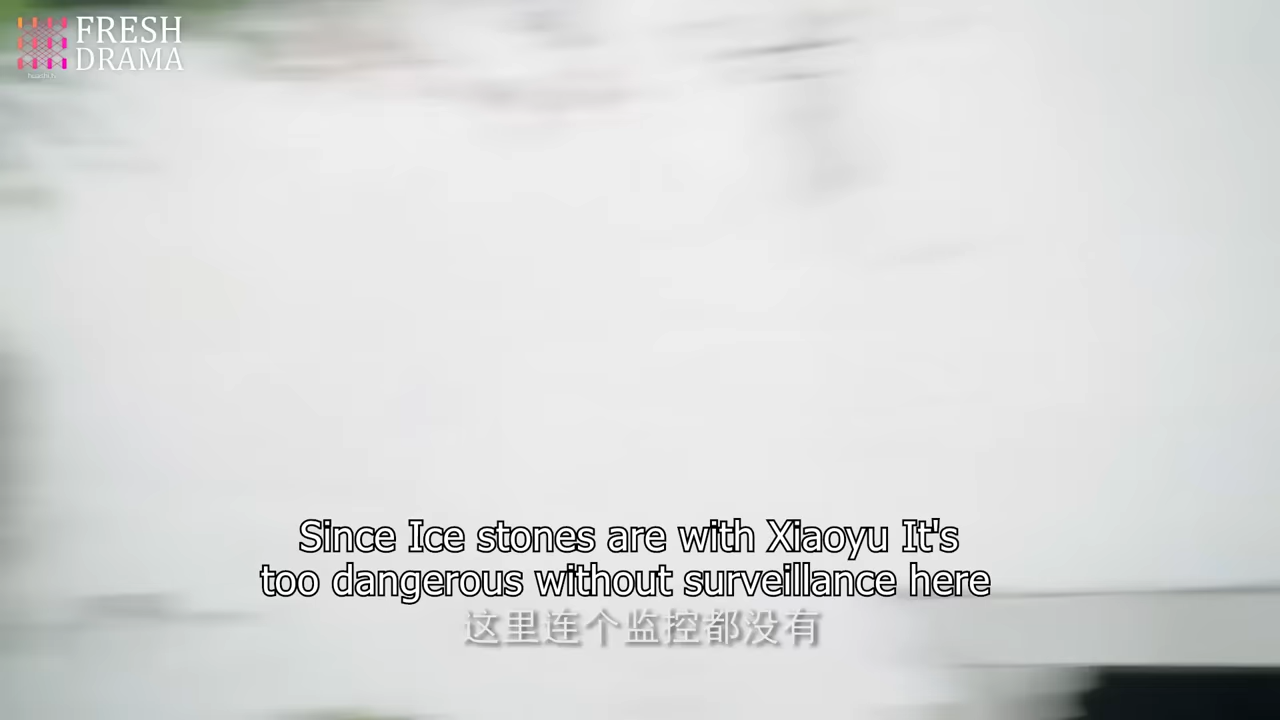 FRESH
DRAMA
Since Ice stones are with Xiaoyu It's
too dangerous without surveillance here
这里连个监控都没有